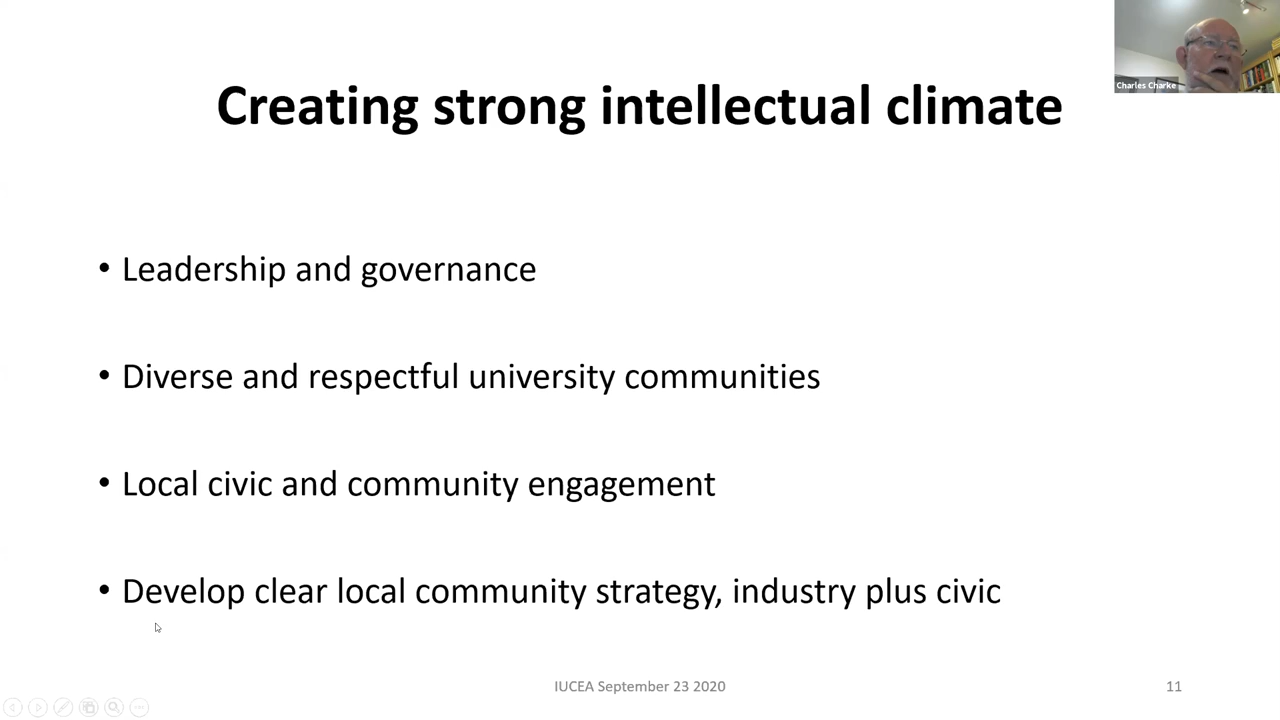 Charles Charke
Creating strong intellectual climate
• Leadership and governance
• Diverse and respectful university communities
• Local civic and community engagement
• Develop clear local community strategy, industry plus civic
IUCEA September 23 2020
11